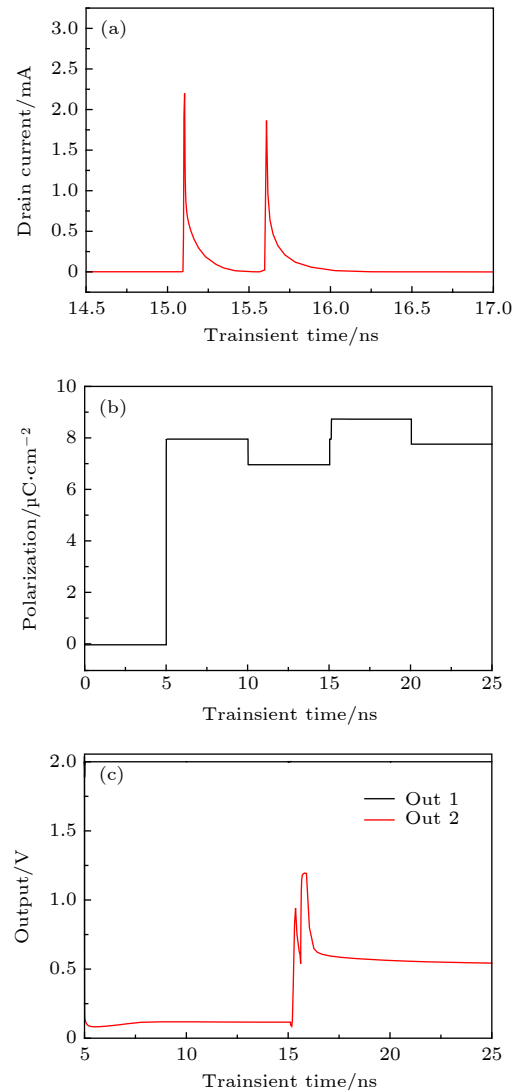 (a)
Drain current/mA
3.0
2.5
2.0
1.5
1.0
0.5
0
14.5 15.0 15.5 16.0 16.5 17.0
Trainsient time/ns
(b)
Polarization/µC·cm−2
10
8
6
4
2
0
0 5 10 15 20 25
Trainsient time/ns
(c)
Out 1
Out 2
Output/V
2.0
1.5
1.0
0.5
0
5 10 15 20 25
Trainsient time/ns